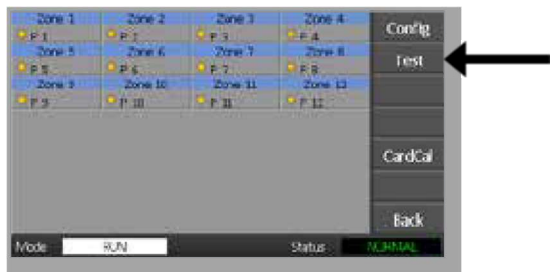 Zone 1 Zone 2 Zone 3 Zone 4 Config
P 1 P 2 P 3 P 4
Zone 5 Zone 6 Zone 7 Zone 8 Test
P 5 P 6 P 7 P 8
Zone 9 Zone 10 Zone 11 Zone 12
P 9 P 10 P 11 P 12
CardCal
Back
Mode RUN Status NORMAL